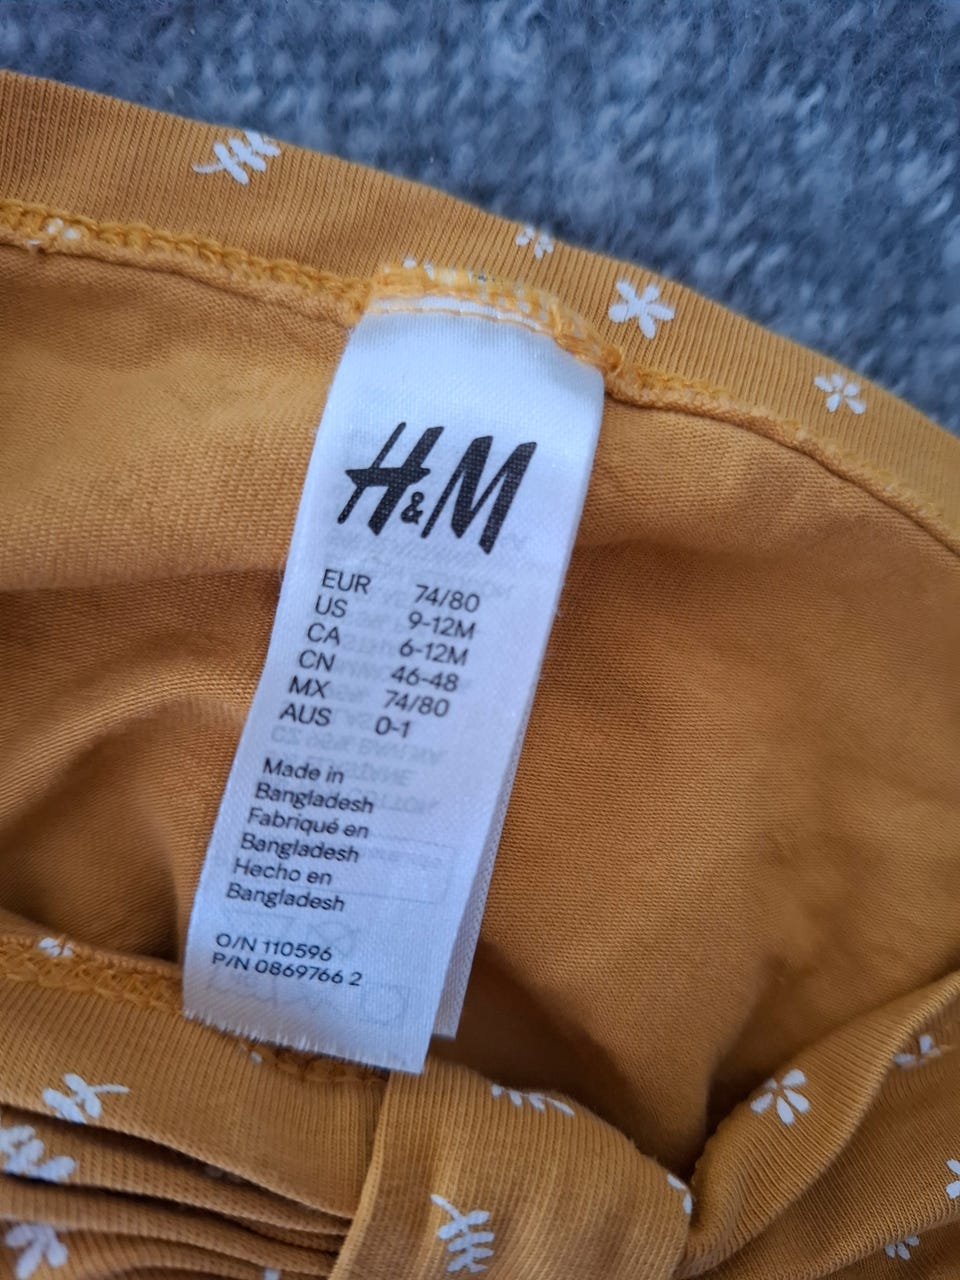 H&M
EUR 74/80
US 9-12M
CA 6-12M
CN 46-48
MX 74/80
AUS 0-1
Made in
Bangladesh
Fabriqué en
Bangladesh
Hecho en
Bangladesh
O/N 110596
P/N 0869766 2